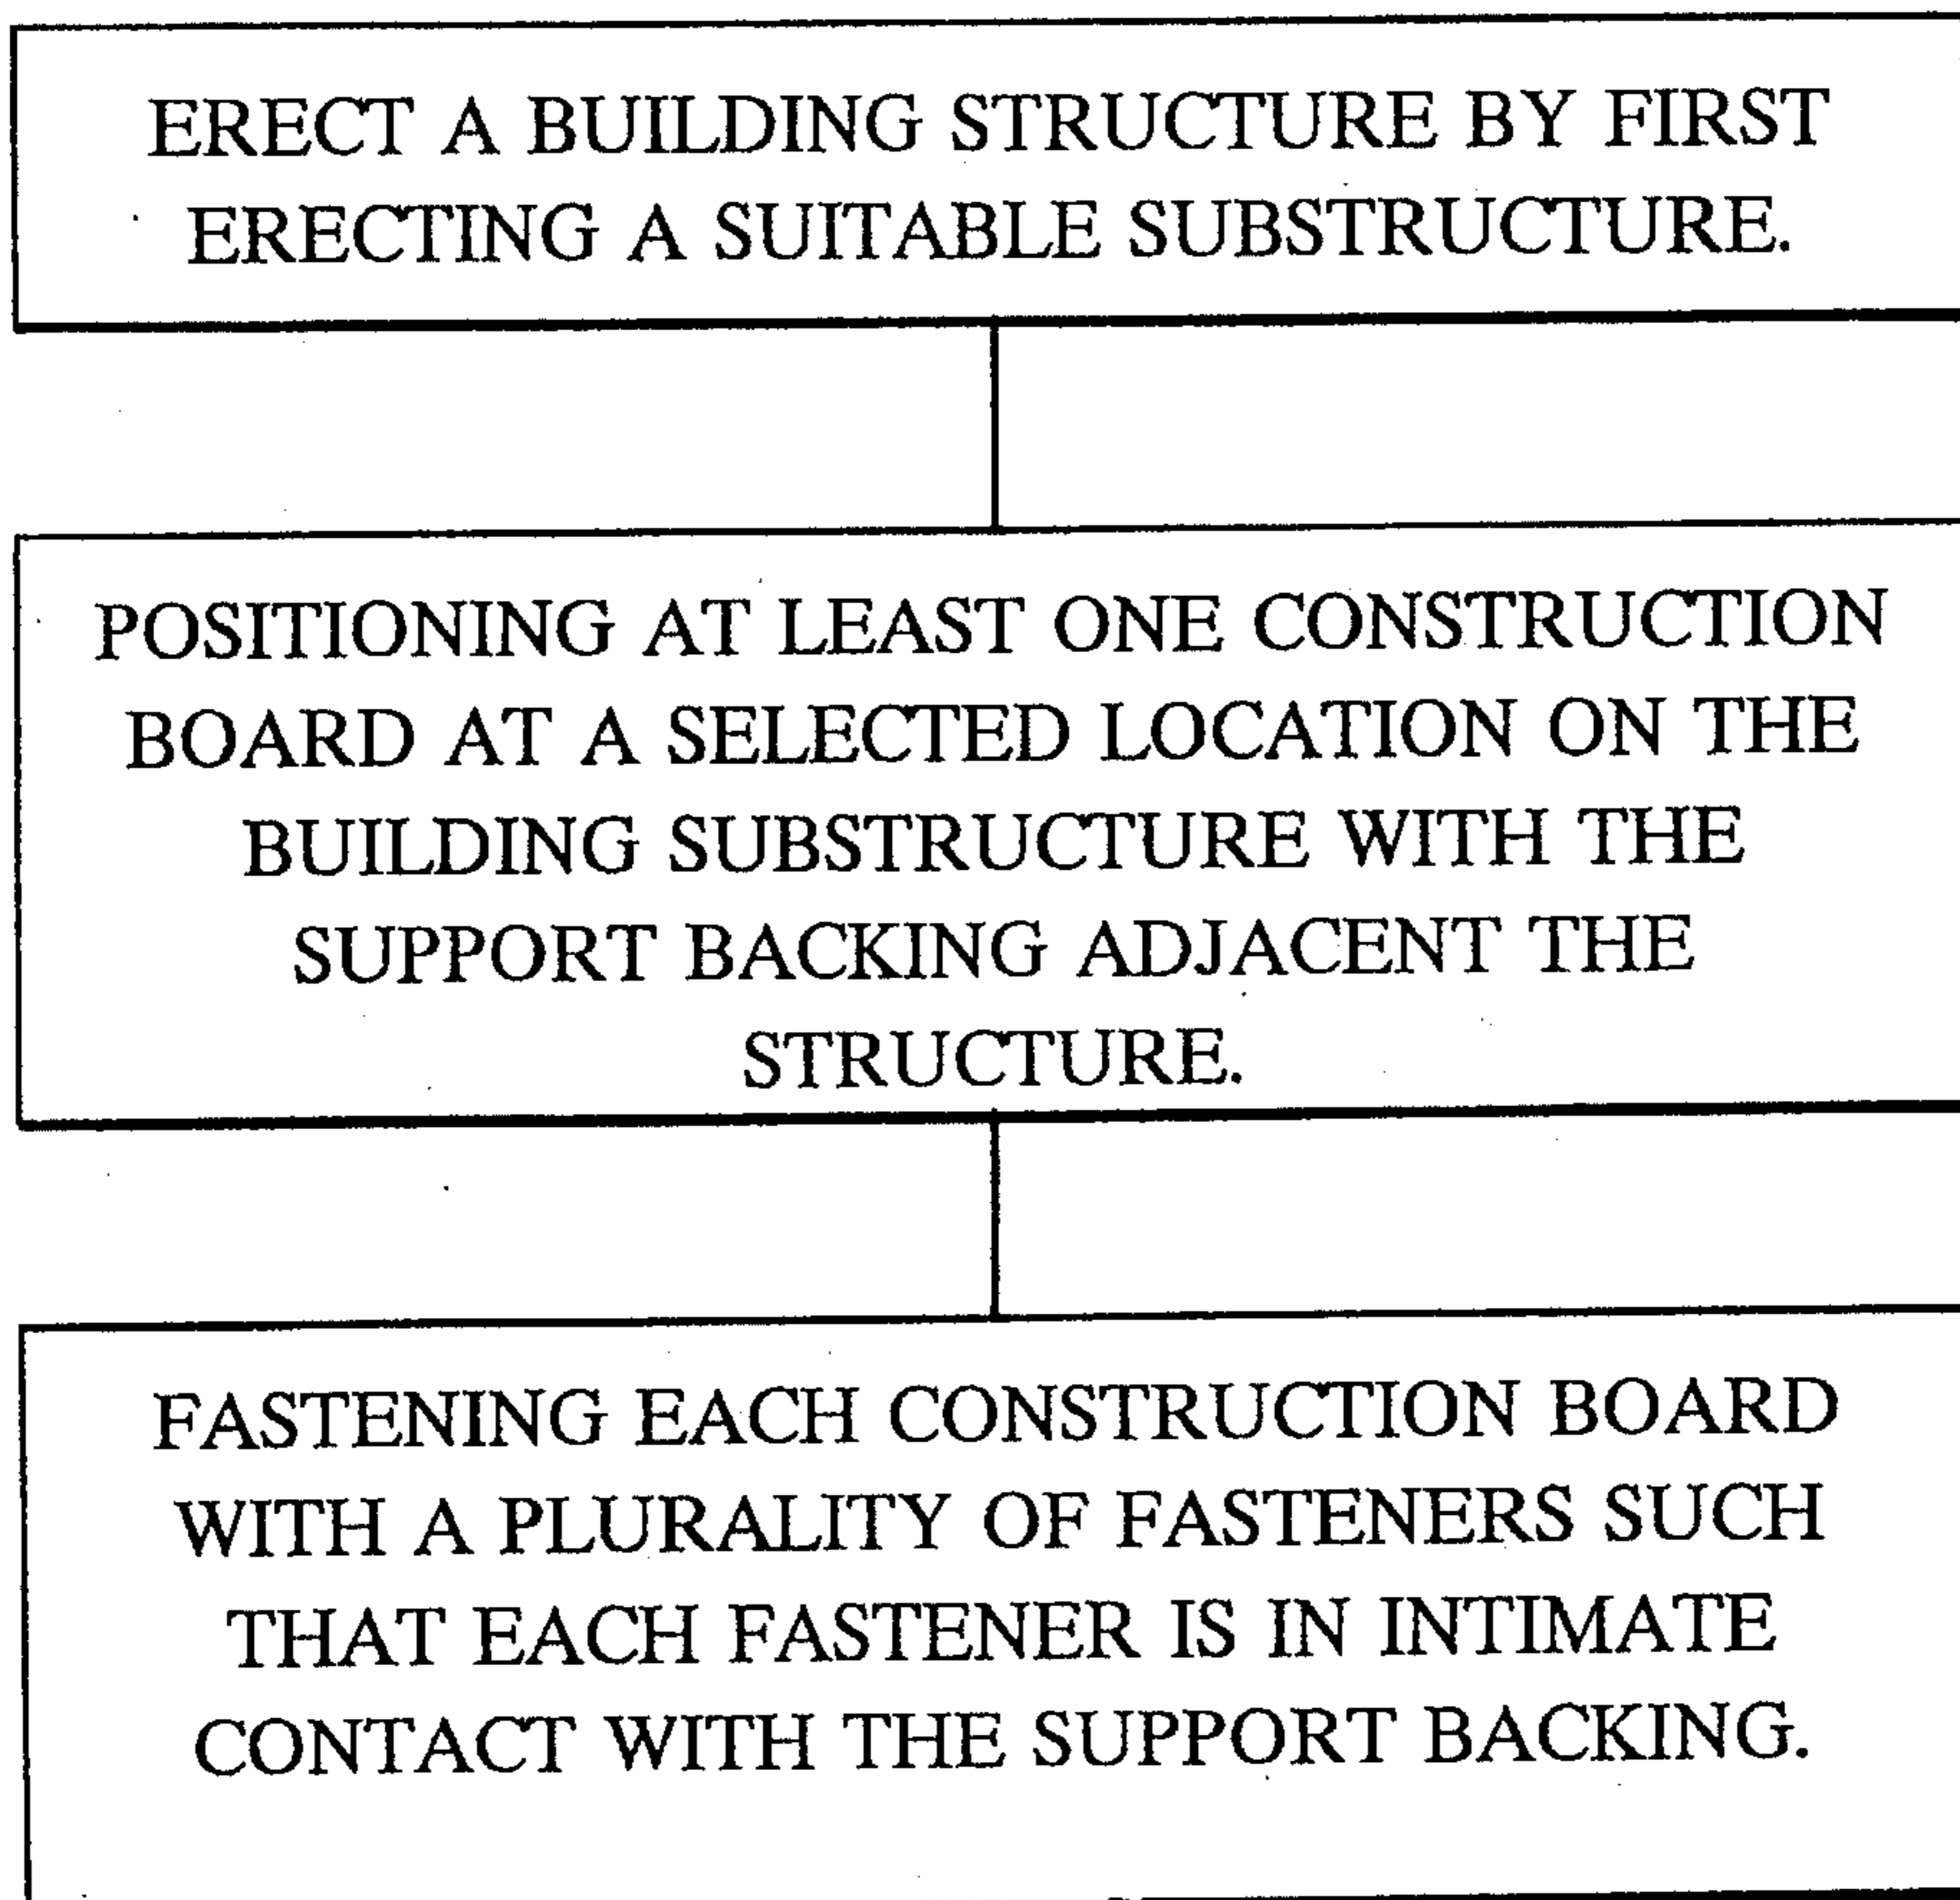 ERECT A BUILDING STRUCTURE BY FIRST
ERECTING A SUITABLE SUBSTRUCTURE.
POSITIONING AT LEAST ONE CONSTRUCTION
BOARD AT A SELECTED LOCATION ON THE
BUILDING SUBSTRUCTURE WITH THE
SUPPORT BACKING ADJACENT THE
STRUCTURE.
FASTENING EACH CONSTRUCTION BOARD
WITH A PLURALITY OF FASTENERS SUCH
THAT EACH FASTENER IS IN INTIMATE
CONTACT WITH THE SUPPORT BACKING.